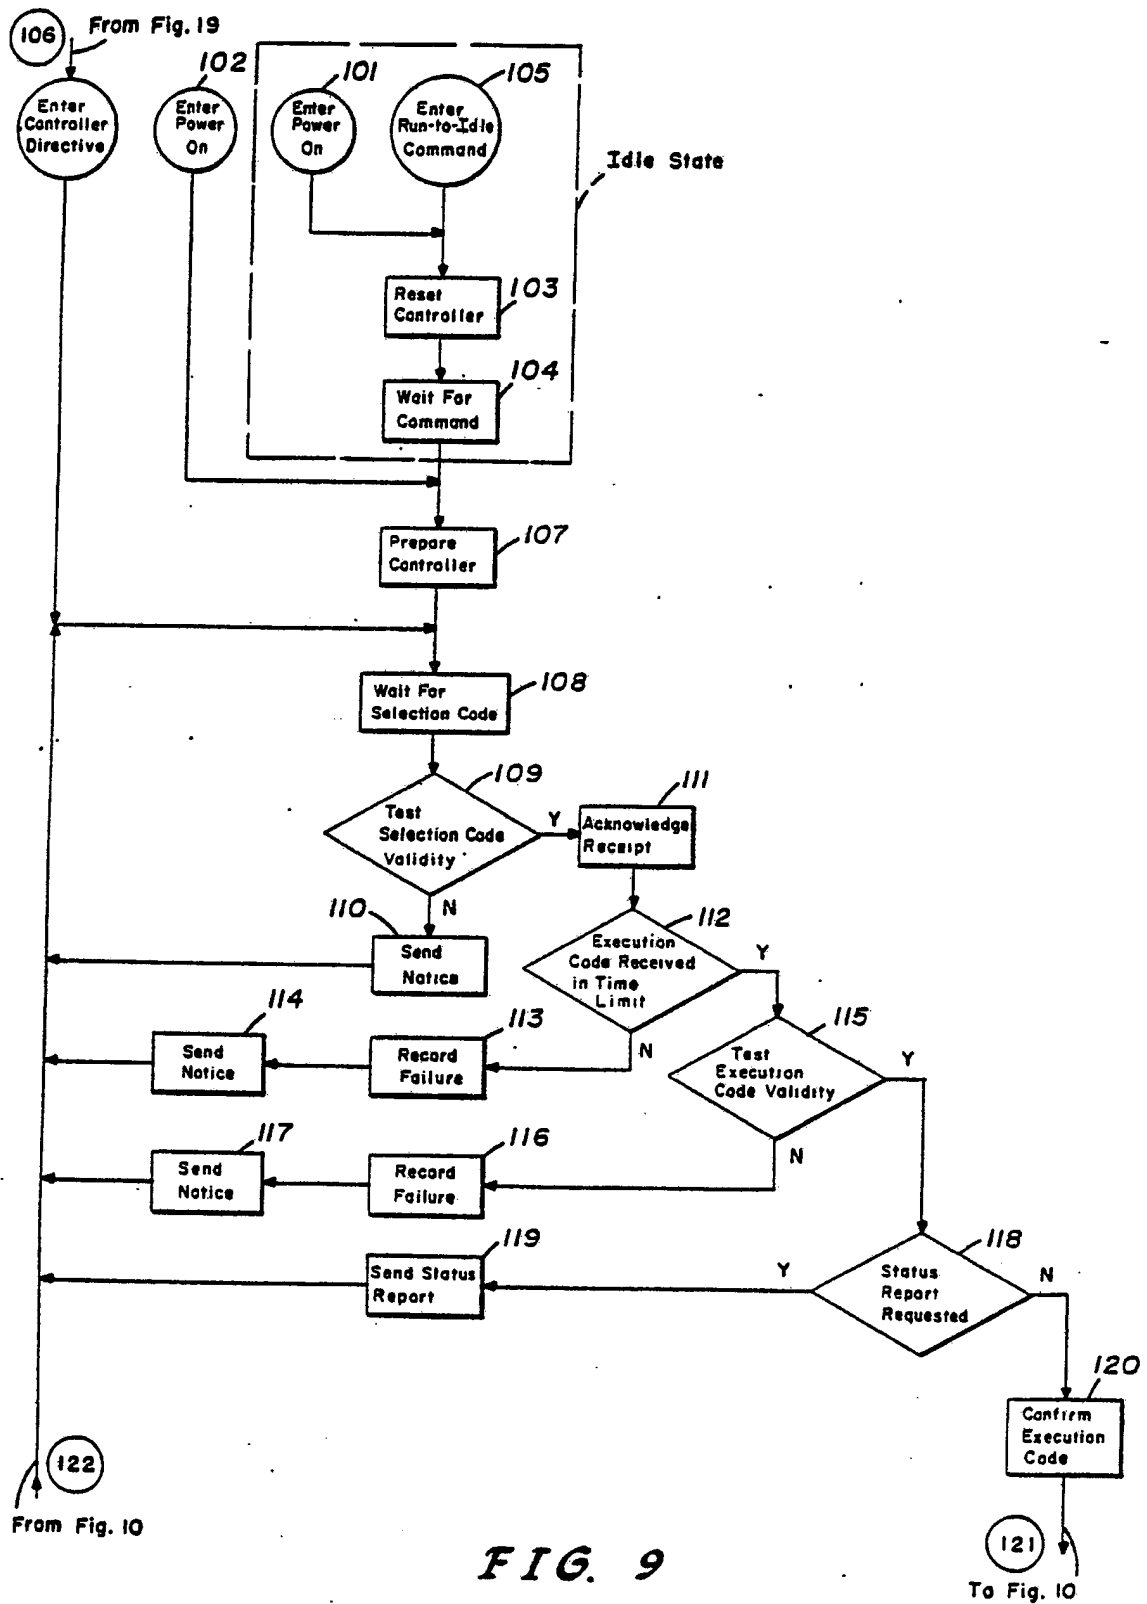 106
From Fig. 19
102
101
105
Enter
Controller
Directive
Enter
Power
On
Enter
Power
On
Enter
Run-to-Idle
Command
Idle State
Reset
Controller
103
Wait For
Command
104
Prepare
Controller
107
Wait For
Selection Code
108
109
Test
Selection Code
Validity
Y
N
111
Acknowledge
Receipt
110
Send
Notice
112
Execution
Code Received
in Time
Limit
Y
N
114
Send
Notice
113
Record
Failure
115
Test
Execution
Code Validity
Y
N
117
Send
Notice
116
Record
Failure
119
Send Status
Report
118
Status
Report
Requested
Y
N
120
Confirm
Execution
Code
122
From Fig. 10
121
To Fig. 10
FIG. 9